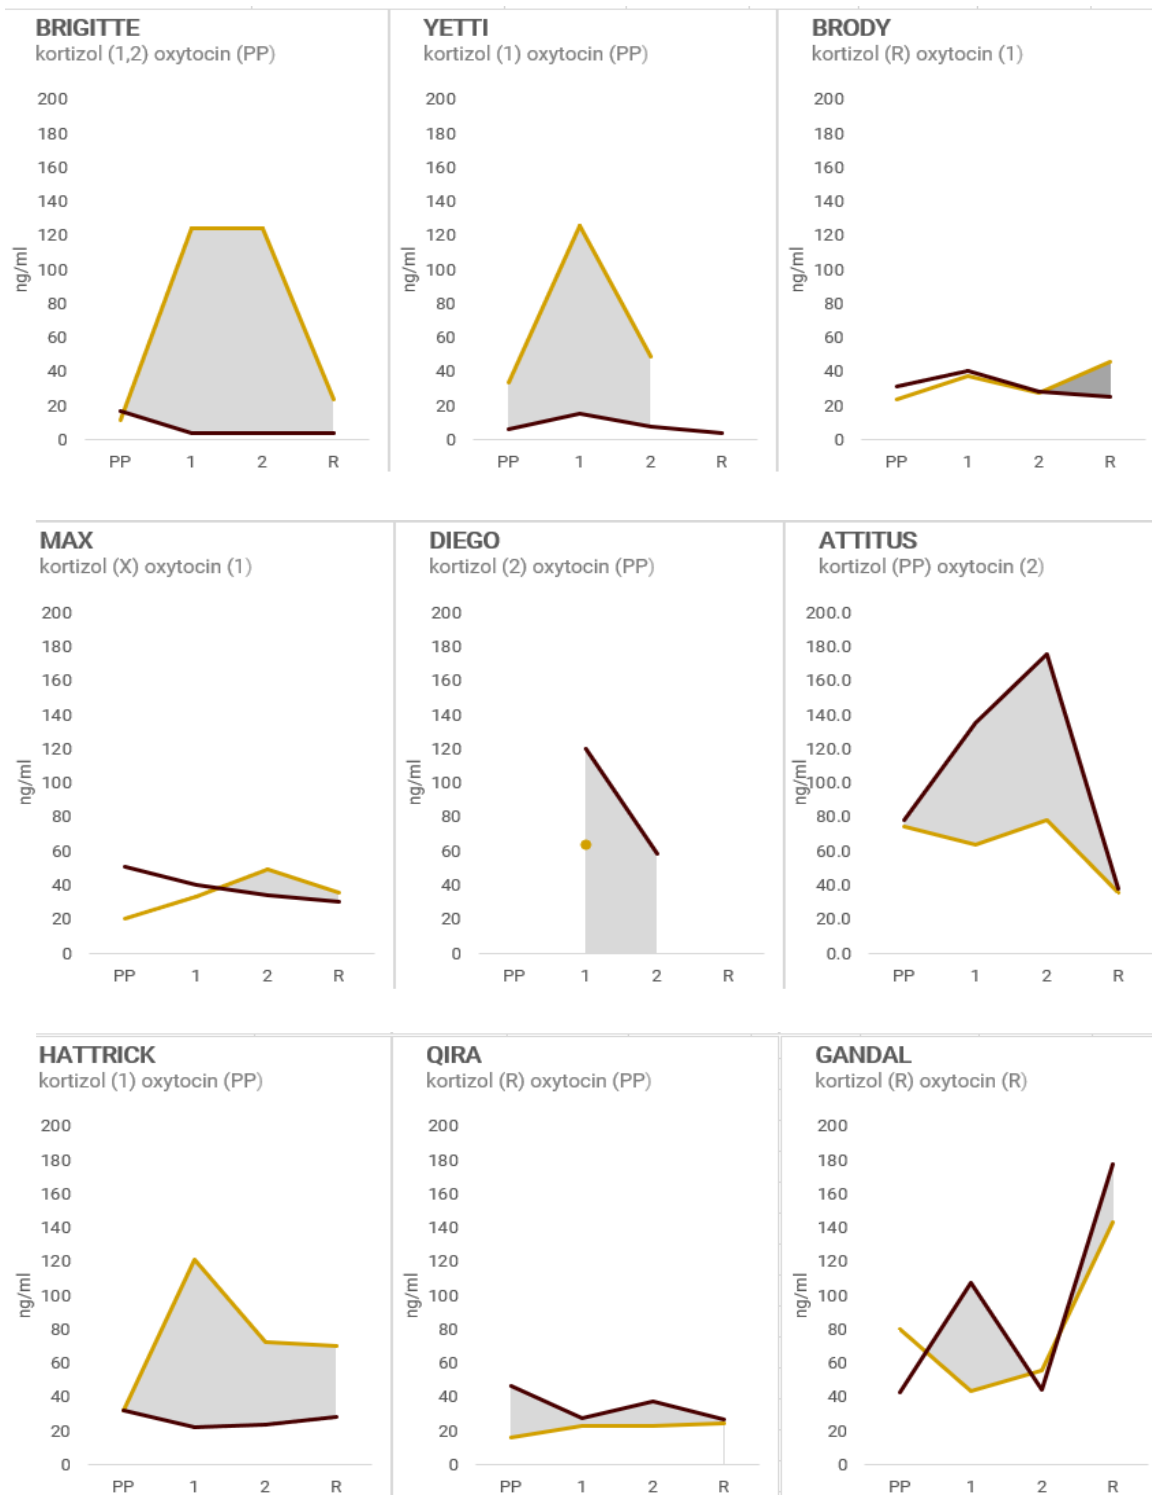 BRIGITTE
kortizol (1,2) oxytocin (PP)
200
180
160
140
120
100
80
60
40
20
0
ng/ml
PP 1 2 R
YETTI
kortizol (1) oxytocin (PP)
200
180
160
140
120
100
80
60
40
20
0
ng/ml
PP 1 2 R
BRODY
kortizol (R) oxytocin (1)
200
180
160
140
120
100
80
60
40
20
0
ng/ml
PP 1 2 R
MAX
kortizol (X) oxytocin (1)
200
180
160
140
120
100
80
60
40
20
0
ng/ml
PP 1 2 R
DIEGO
kortizol (2) oxytocin (PP)
200
180
160
140
120
100
80
60
40
20
0
ng/ml
PP 1 2 R
ATTITUS
kortizol (PP) oxytocin (2)
200.0
180.0
160.0
140.0
120.0
100.0
80.0
60.0
40.0
20.0
0.0
ng/ml
PP 1 2 R
HATTRICK
kortizol (1) oxytocin (PP)
200
180
160
140
120
100
80
60
40
20
0
ng/ml
PP 1 2 R
QIRA
kortizol (R) oxytocin (PP)
200
180
160
140
120
100
80
60
40
20
0
ng/ml
PP 1 2 R
GANDAL
kortizol (R) oxytocin (R)
200
180
160
140
120
100
80
60
40
20
0
ng/ml
PP 1 2 R